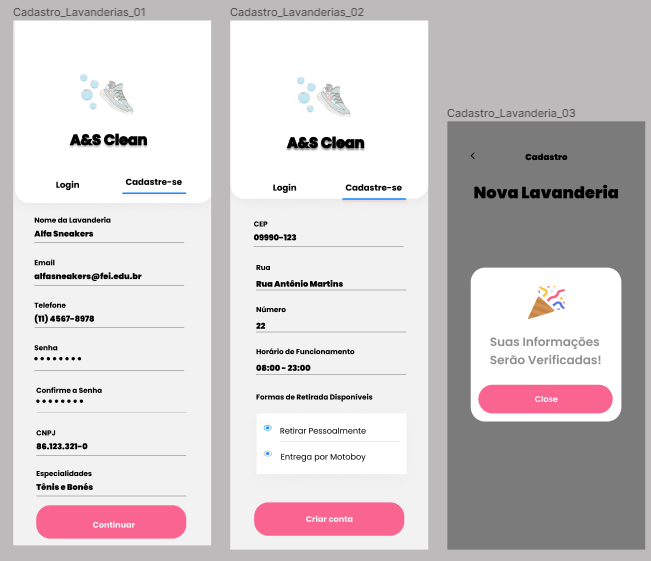 Cadastro_Lavanderias_01
A&S Clean
Login
Cadastre-se
Nome da Lavanderia
Alfa Sneakers
Email
alfasneakers@fei.edu.br
Telefone
(11) 4567-8978
Senha
Confirme a Senha
CNPJ
86.123.321-0
Especialidades
Tênis e Bonés
Continuar
Cadastro_Lavanderias_02
A&S Clean
Login
Cadastre-se
CEP
09990-123
Rua
Rua Antônio Martins
Número
22
Horário de Funcionamento
08:00 - 23:00
Formas de Retirada Disponíveis
Retirar Pessoalmente
Entrega por Motoboy
Criar conta
Cadastro_Lavanderia_03
Cadastro
Nova Lavanderia
Suas Informações
Serão Verificadas!
Close